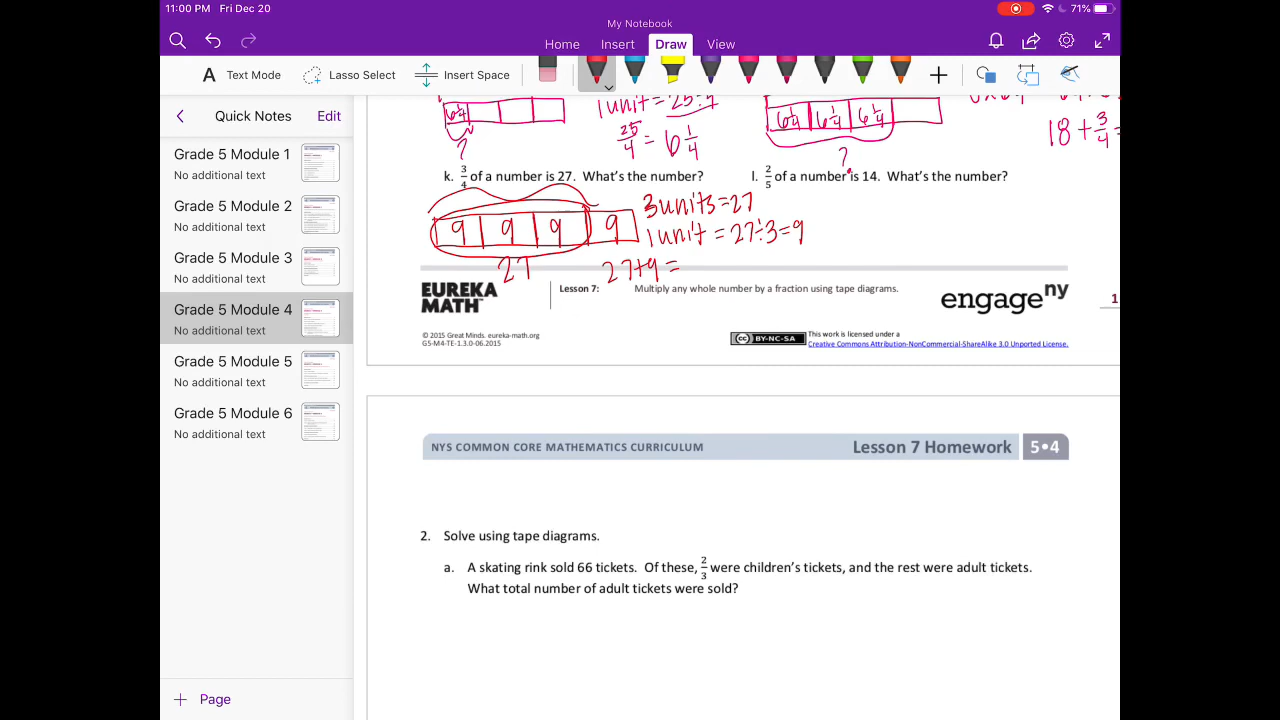 11:00 PM Fri Dec 20
71%
My Notebook
Home Insert Draw View
A Text Mode Lasso Select Insert Space
Quick Notes Edit
Grade 5 Module 1
No additional text
Grade 5 Module 2
No additional text
Grade 5 Module 3
No additional text
Grade 5 Module 4
No additional text
Grade 5 Module 5
No additional text
Grade 5 Module 6
No additional text
+ Page
1 unit = 25÷4
6 1/4
25/4 = 6 1/4
?
6 1/4 6 1/4 6 1/4
?
18 + 3/4 =
k. 3/4 of a number is 27. What's the number?
9 9 9 9
27
3 units = 27
1 unit = 27÷3=9
27+9=
l. 2/5 of a number is 14. What's the number?
EUREKA MATH
Lesson 7: Multiply any whole number by a fraction using tape diagrams.
engage ny
1
© 2015 Great Minds. eureka-math.org
G5-M4-TE-1.3.0-06.2015
cc BY-NC-SA
This work is licensed under a
Creative Commons Attribution-NonCommercial-ShareAlike 3.0 Unported License.
NYS COMMON CORE MATHEMATICS CURRICULUM Lesson 7 Homework 5•4
2. Solve using tape diagrams.
a. A skating rink sold 66 tickets. Of these, 2/3 were children's tickets, and the rest were adult tickets.
What total number of adult tickets were sold?